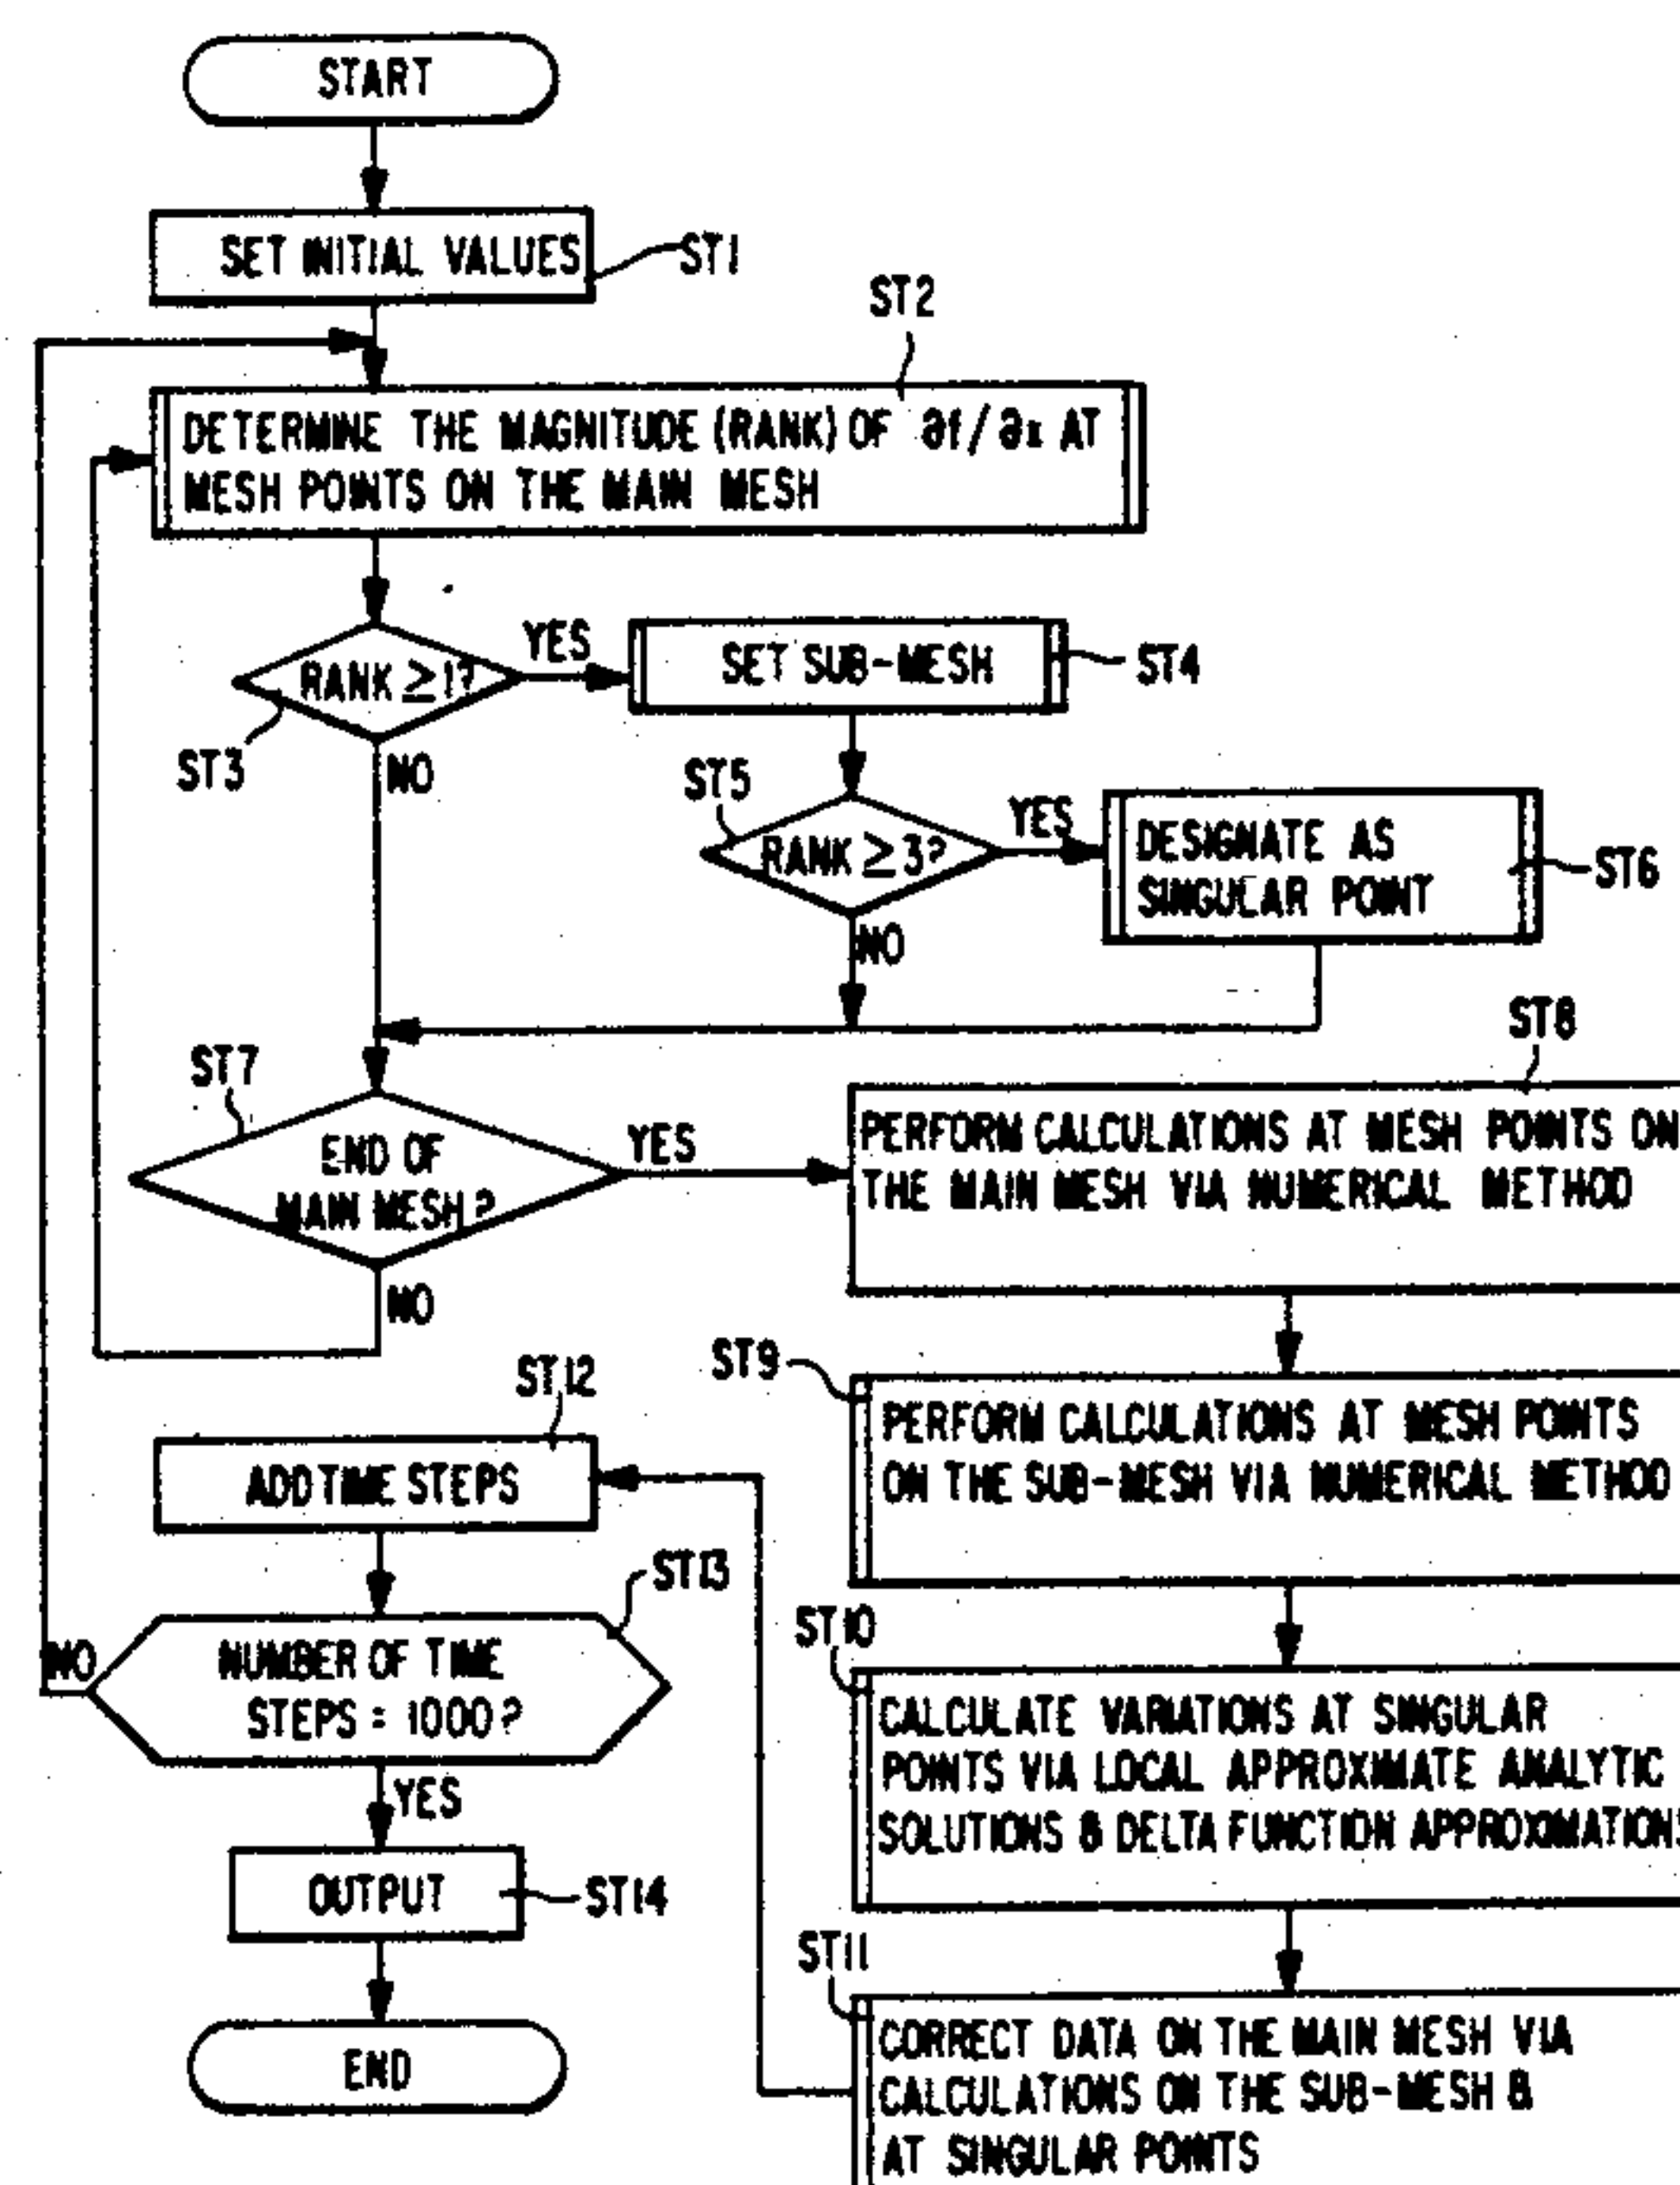 START
SET INITIAL VALUES
ST1
ST2
DETERMINE THE MAGNITUDE (RANK) OF ∂f/∂x AT
MESH POINTS ON THE MAIN MESH
RANK ≥1?
YES
SET SUB-MESH
ST4
ST3
NO
ST5
RANK ≥3?
YES
DESIGNATE AS
SINGULAR POINT
ST6
NO
ST7
END OF
MAIN MESH?
YES
NO
ST8
PERFORM CALCULATIONS AT MESH POINTS ON
THE MAIN MESH VIA NUMERICAL METHOD
ST9
PERFORM CALCULATIONS AT MESH POINTS
ON THE SUB-MESH VIA NUMERICAL METHOD
ST10
CALCULATE VARIATIONS AT SINGULAR
POINTS VIA LOCAL APPROXIMATE ANALYTIC
SOLUTIONS & DELTA FUNCTION APPROXIMATIONS
ST11
CORRECT DATA ON THE MAIN MESH VIA
CALCULATIONS ON THE SUB-MESH &
AT SINGULAR POINTS
ST12
ADD TIME STEPS
ST13
NUMBER OF TIME
STEPS = 1000?
NO
YES
OUTPUT
ST14
END